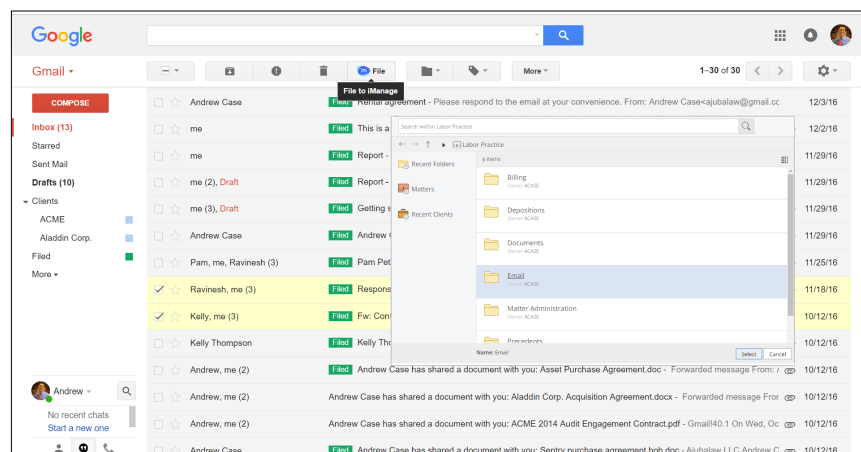 Google
Gmail
File
More
1–30 of 30
File to iManage
COMPOSE
Inbox (13)
Starred
Sent Mail
Drafts (10)
Clients
ACME
Aladdin Corp.
Filed
More
Andrew
No recent chats
Start a new one
Andrew Case Filed Rental agreement - Please respond to the email at your convenience. From: Andrew Case<ajubalaw@gmail.cc 12/3/16
me Filed This is a 12/2/16
me Filed Report - 11/29/16
me (2), Draft Filed Report - 11/29/16
me (3), Draft Filed Getting s 11/29/16
Andrew Case Filed Andrew 11/29/16
Pam, me, Ravinesh (3) Filed Pam Pet 11/25/16
Ravinesh, me (3) Filed Respons 11/18/16
Kelly, me (3) Filed Fw: Cont 10/12/16
Kelly Thompson Filed Kelly Tho 10/12/16
Andrew, me (2) Filed Andrew Case has shared a document with you: Asset Purchase Agreement.doc - Forwarded message From: 10/12/16
Andrew, me (2) Andrew Case has shared a document with you: Aladdin Corp. Acquisition Agreement.docx - Forwarded message Fror 10/12/16
Andrew, me (2) Andrew Case has shared a document with you: ACME 2014 Audit Engagement Contract.pdf - Gmail!40.1 On Wed, Oc 10/12/16
Andrew Case Filed Andrew Case has shared a document with you: Sentry purchase agreement bob.doc - Ajubalaw LLC Andrew C 10/12/16
Search within Labor Practice
Labor Practice
Recent Folders
Matters
Recent Clients
6 items
Billing
Owner ACASE
Depositions
Owner ACASE
Documents
Owner ACASE
Email
Owner ACASE
Matter Administration
Owner ACASE
Precedents
Name: Email
Select
Cancel